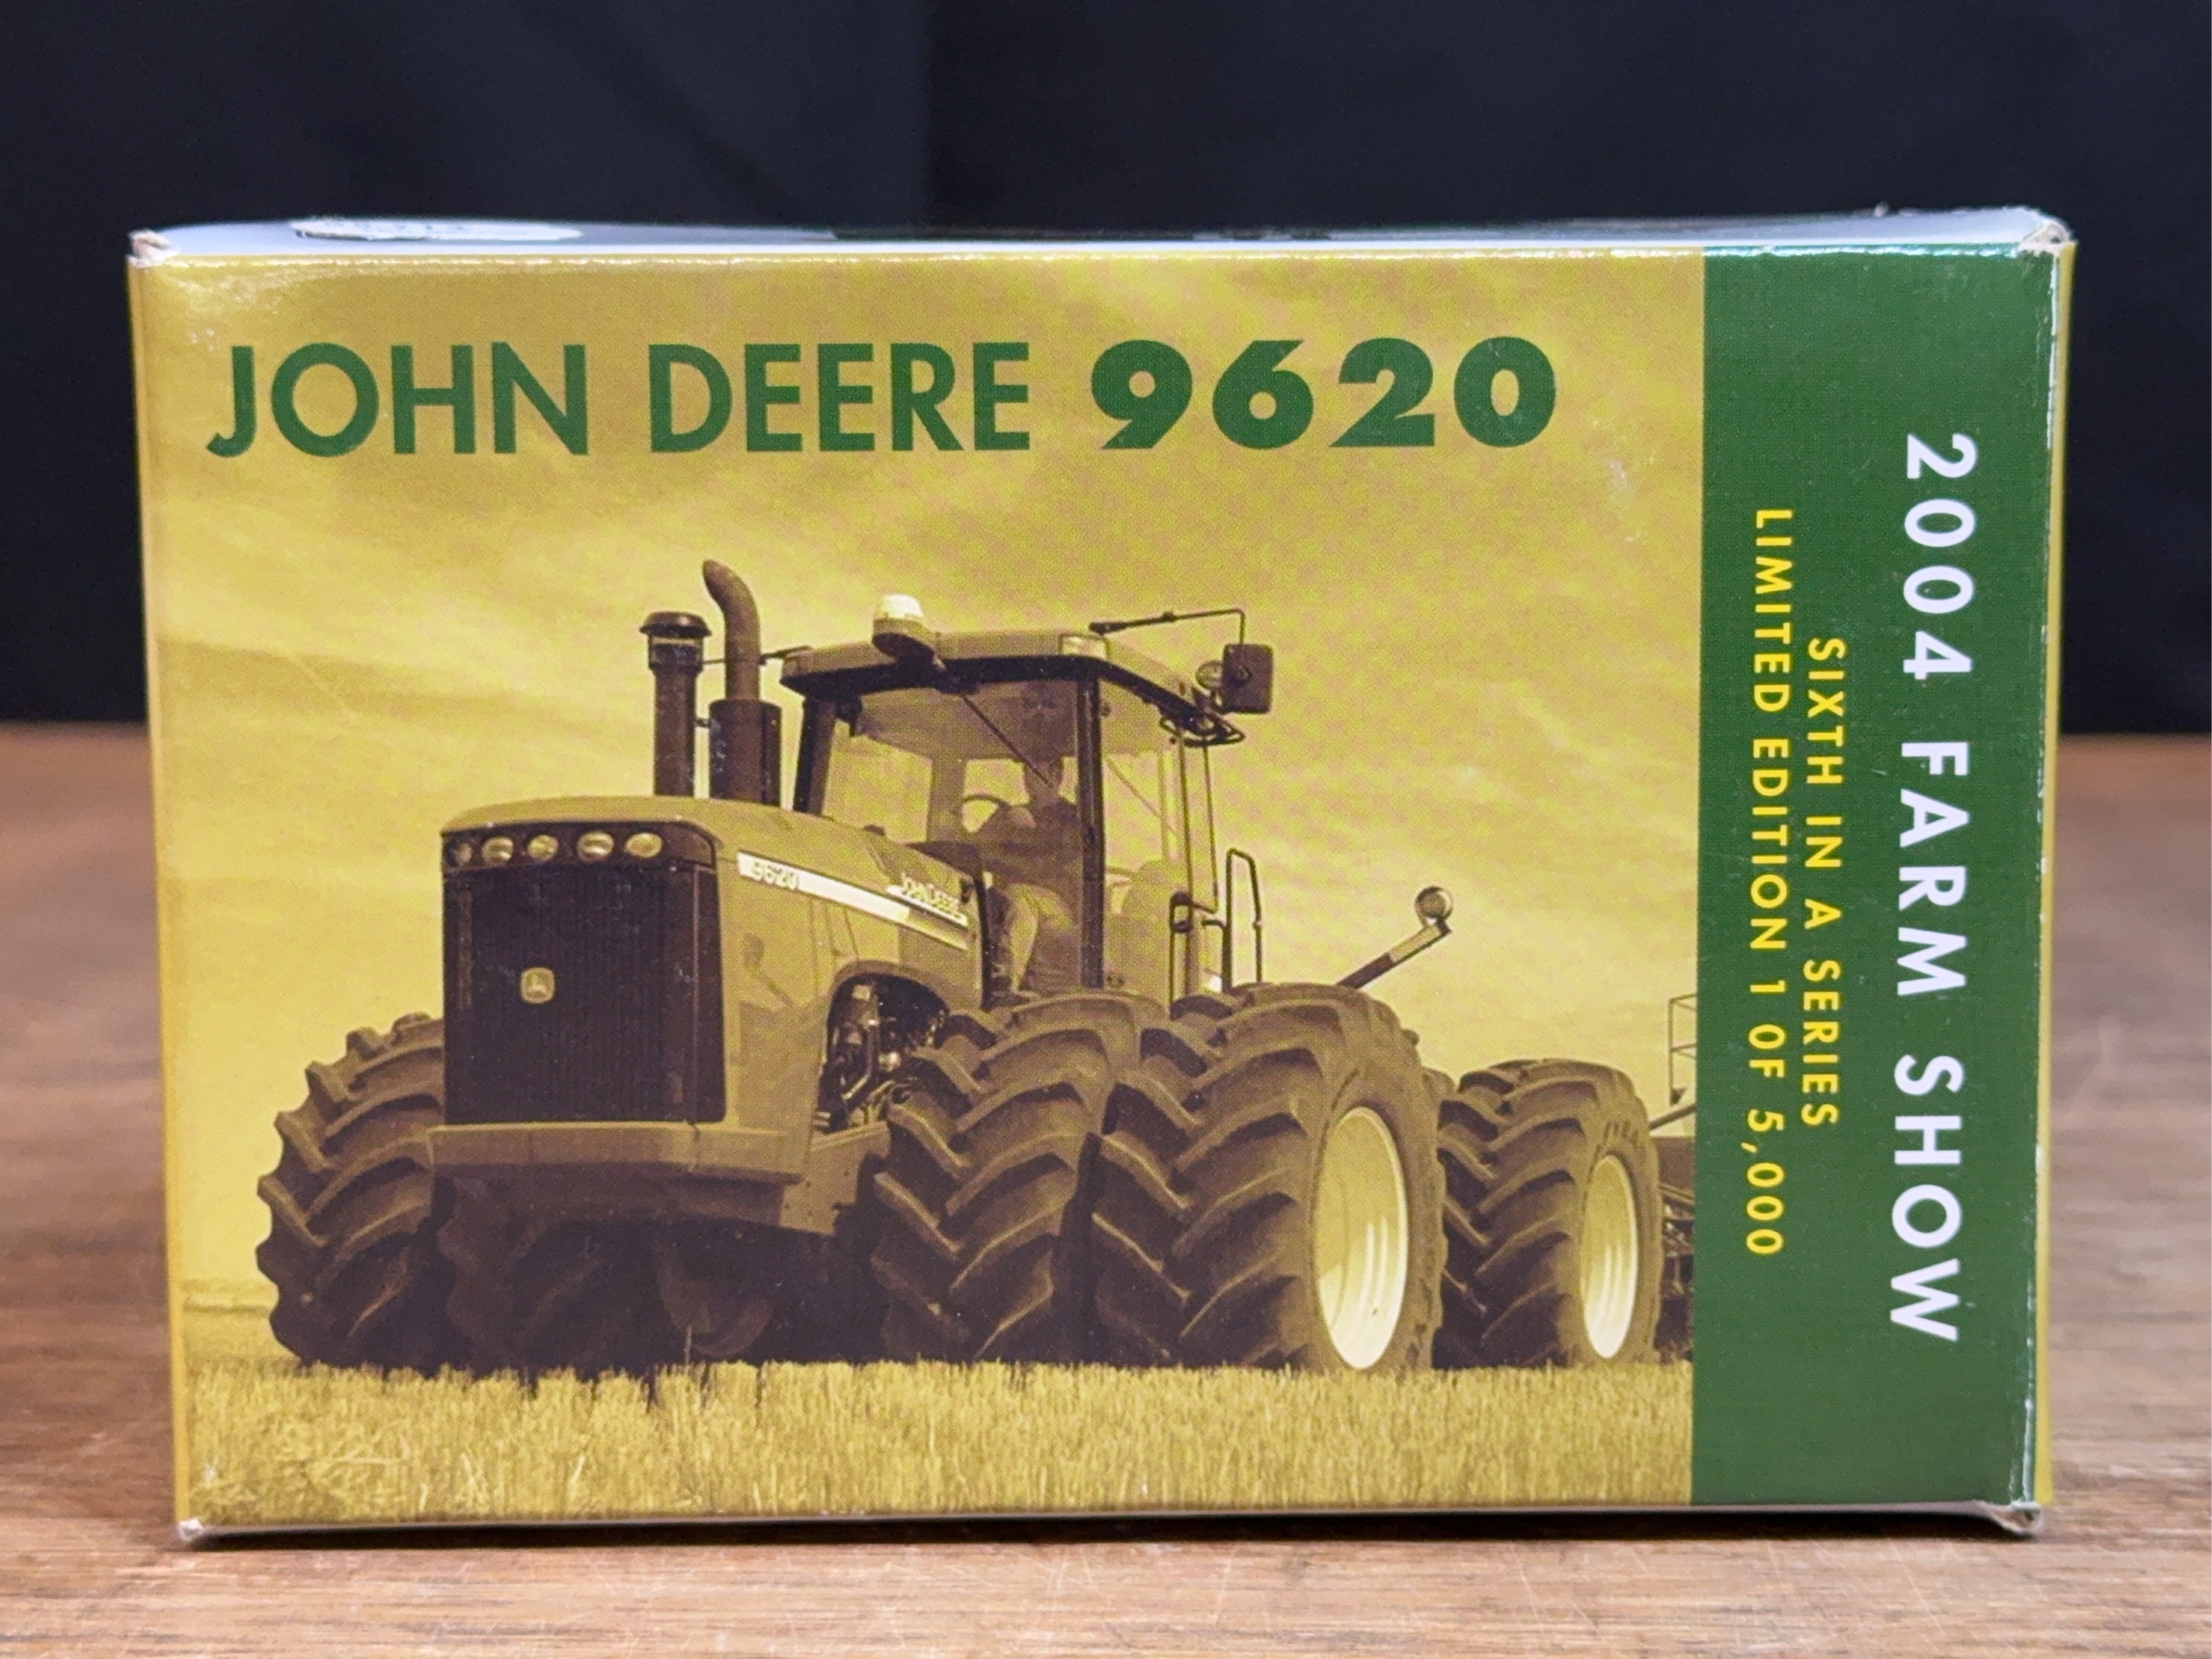 JOHN DEERE 9620
9620
JOHN DEERE
2004 FARM SHOW
SIXTH IN A SERIES
LIMITED EDITION 1 OF 5,000